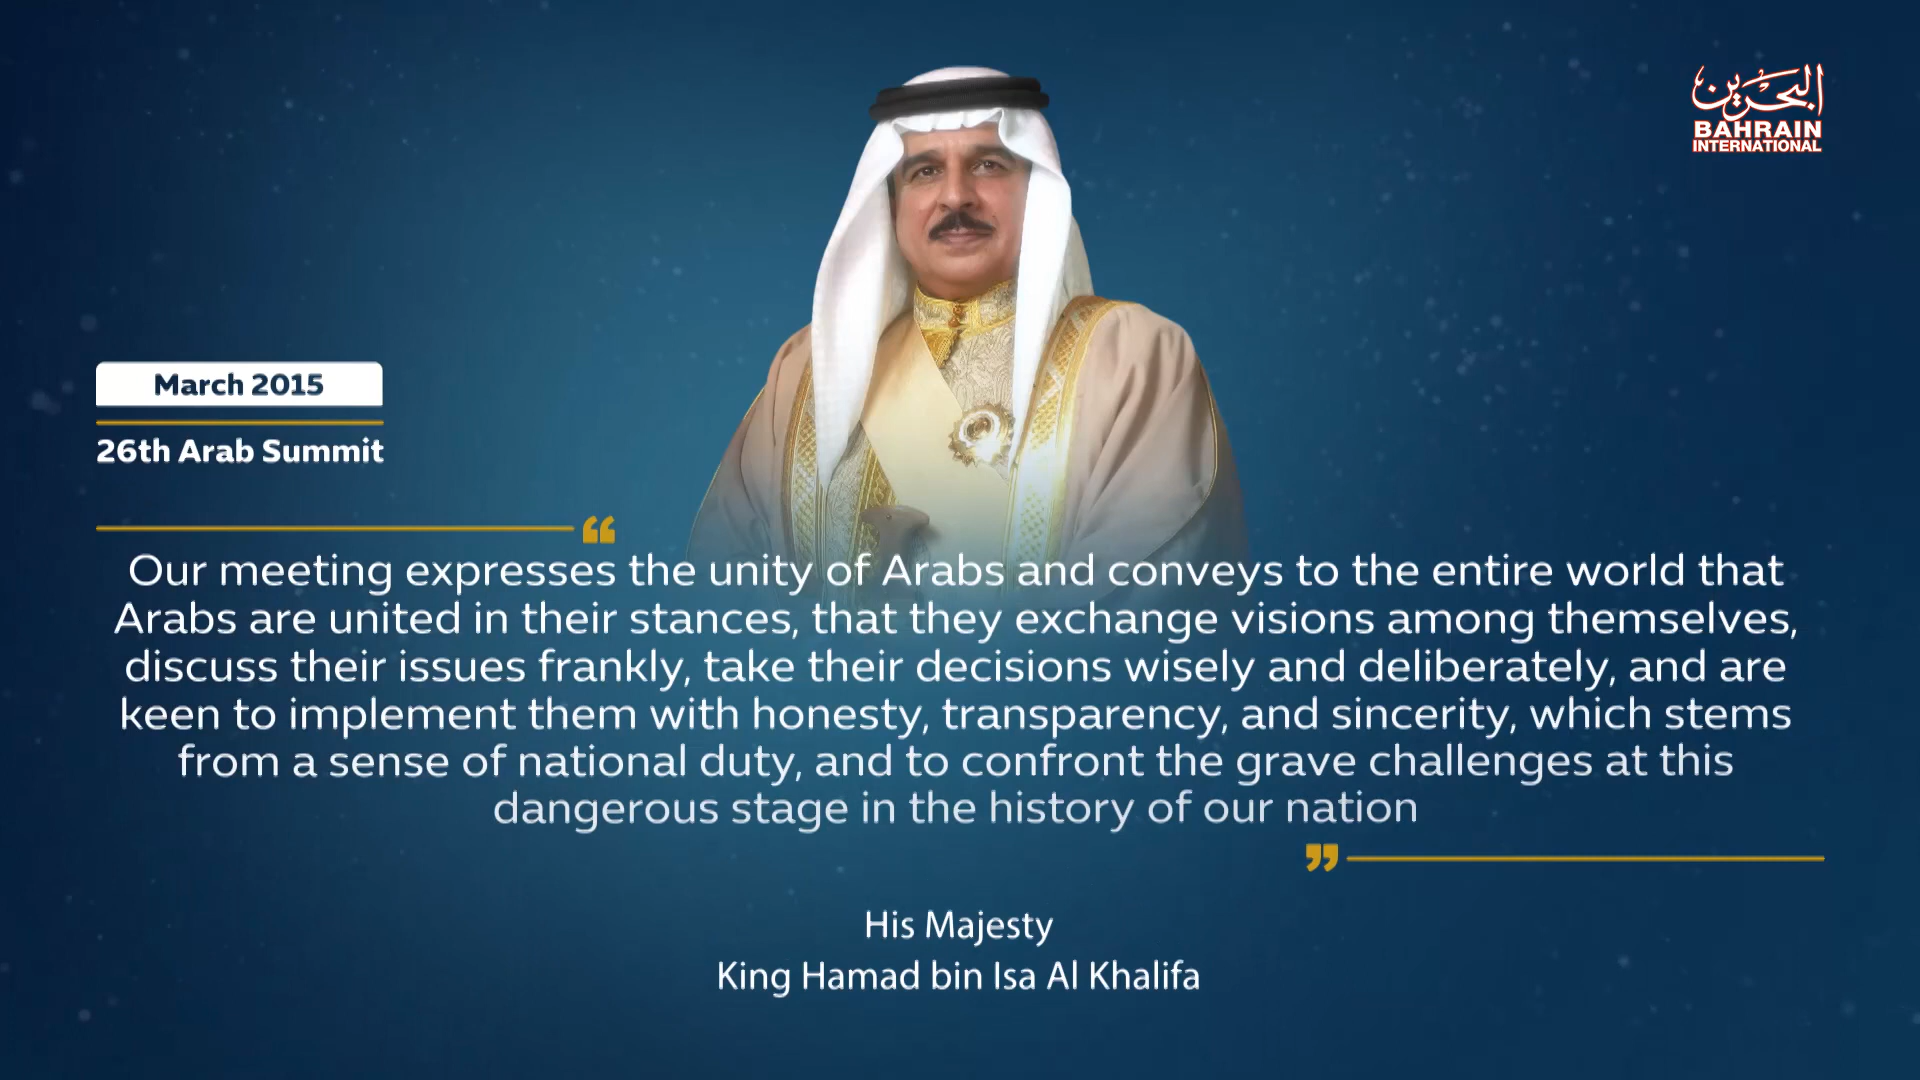 البحرين
BAHRAIN
INTERNATIONAL
March 2015
26th Arab Summit
“
Our meeting expresses the unity of Arabs and conveys to the entire world that
Arabs are united in their stances, that they exchange visions among themselves,
discuss their issues frankly, take their decisions wisely and deliberately, and are
keen to implement them with honesty, transparency, and sincerity, which stems
from a sense of national duty, and to confront the grave challenges at this
dangerous stage in the history of our nation
”
His Majesty
King Hamad bin Isa Al Khalifa